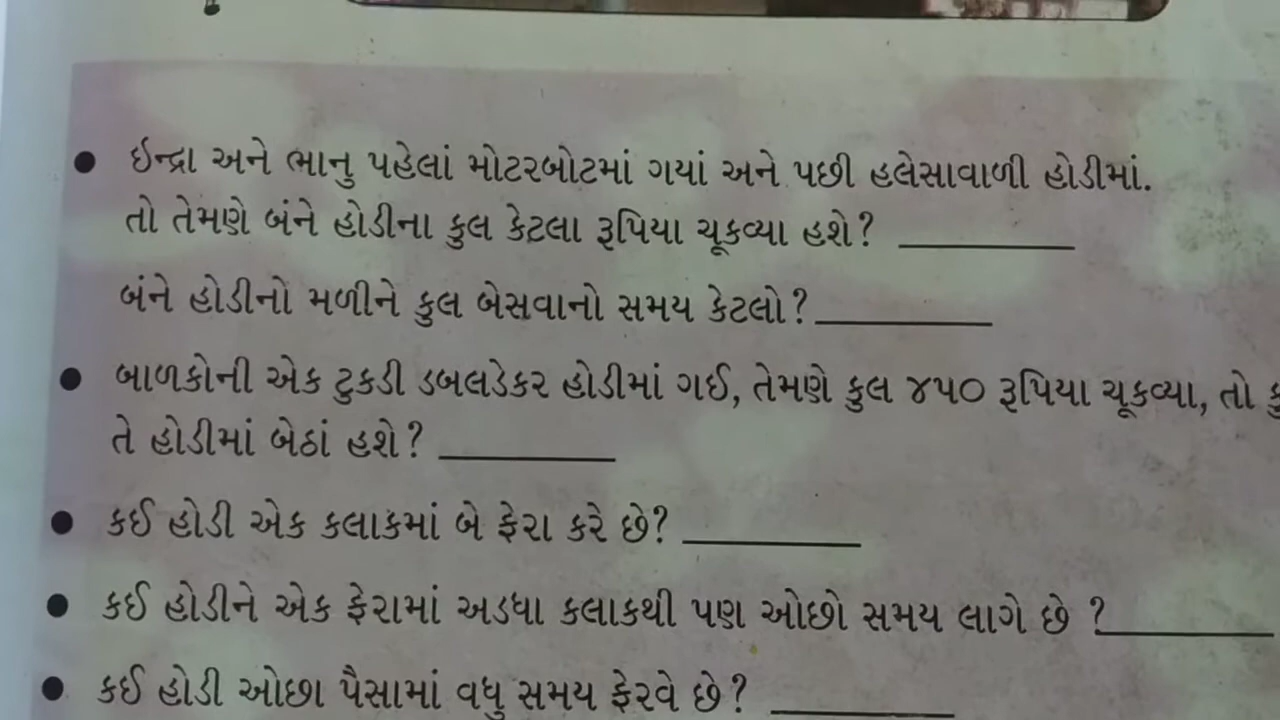 • ઇન્દ્રા અને ભાનુ પહેલાં મોટરબોટમાં ગયાં અને પછી હલેસાવાળી હોડીમાં.
તો તેમણે બંને હોડીના કુલ કેટલા રૂપિયા ચૂકવ્યા હશે? ________
બંને હોડીનો મળીને કુલ બેસવાનો સમય કેટલો? ________
• બાળકોની એક ટુકડી ડબલડેકર હોડીમાં ગઈ, તેમણે કુલ ૪૫૦ રૂપિયા ચૂકવ્યા, તો
તે હોડીમાં બેઠાં હશે? ________
• કઈ હોડી એક કલાકમાં બે ફેરા કરે છે? ________
• કઈ હોડીને એક ફેરામાં અડધા કલાકથી પણ ઓછો સમય લાગે છે ? ________
• કઈ હોડી ઓછા પૈસામાં વધુ સમય ફેરવે છે? ________